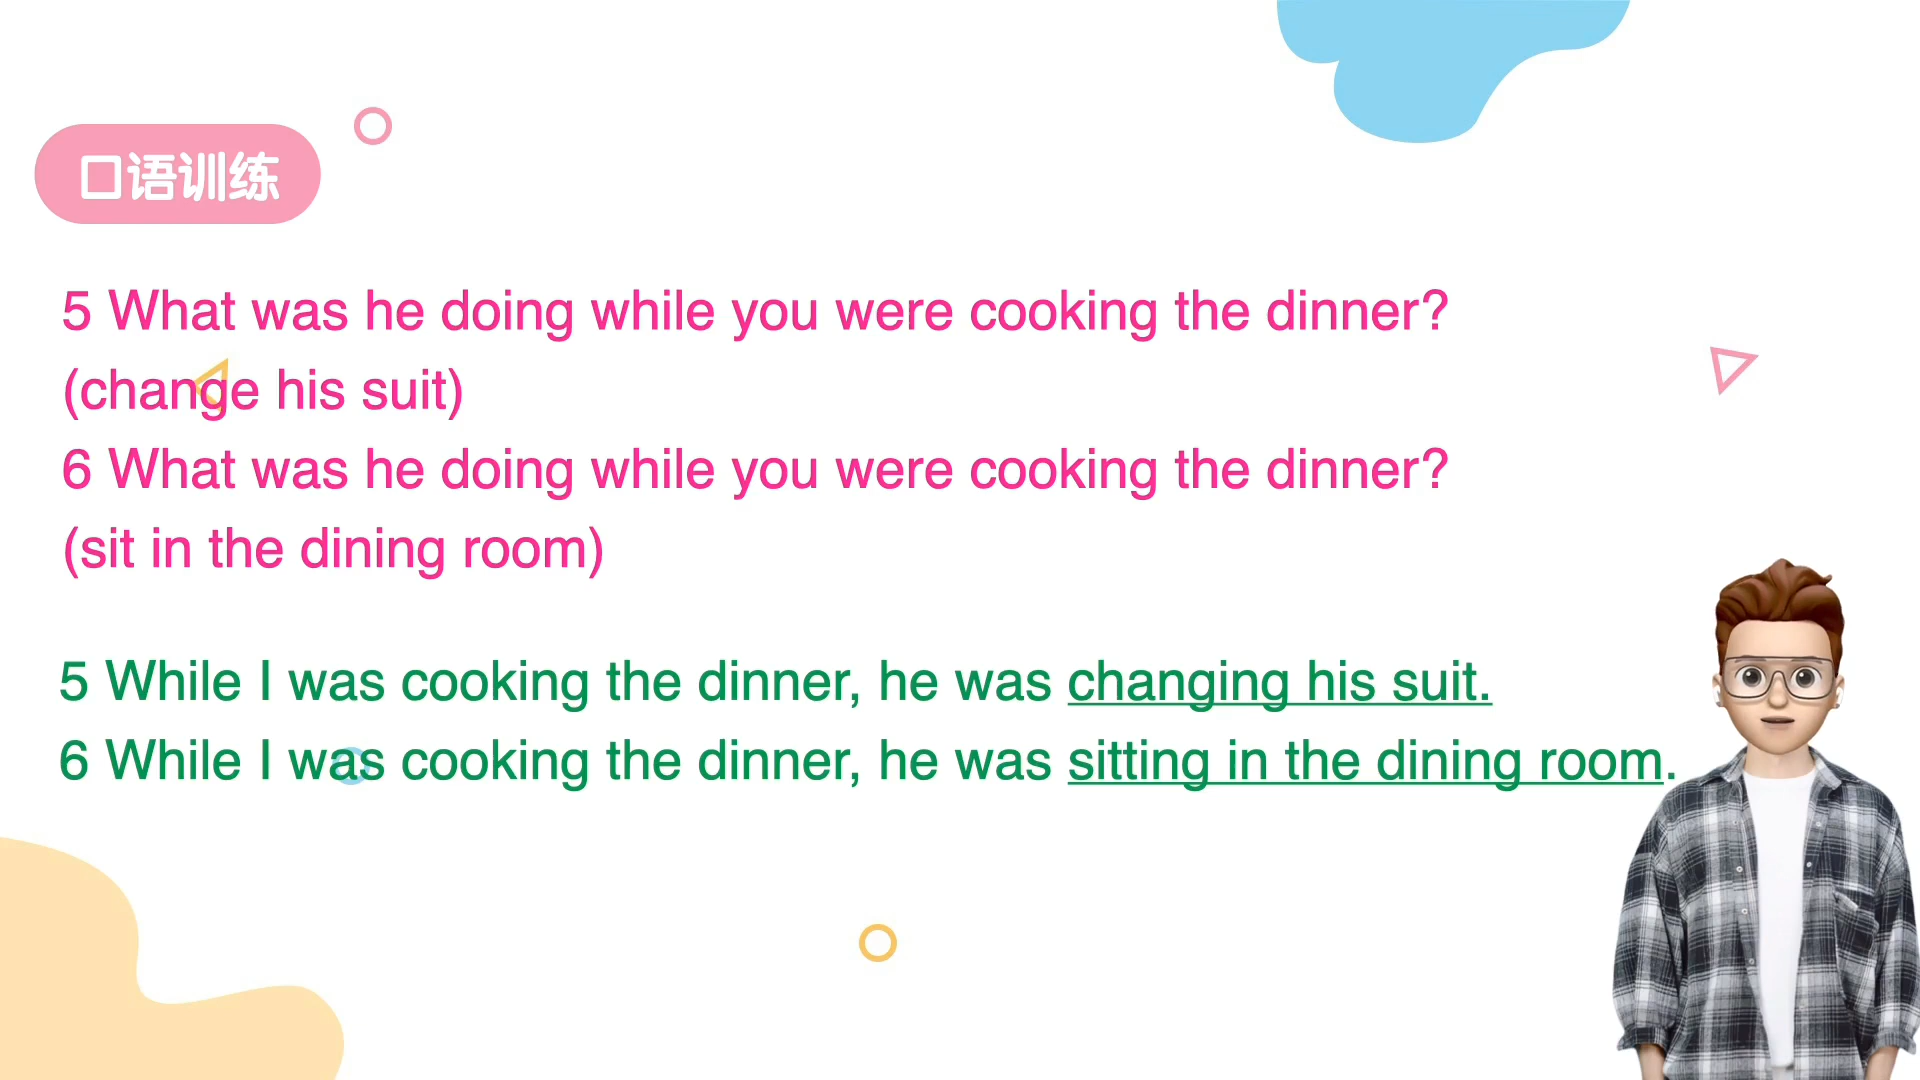 口语训练
5 What was he doing while you were cooking the dinner?
(change his suit)
6 What was he doing while you were cooking the dinner?
(sit in the dining room)
5 While I was cooking the dinner, he was changing his suit.
6 While I was cooking the dinner, he was sitting in the dining room.